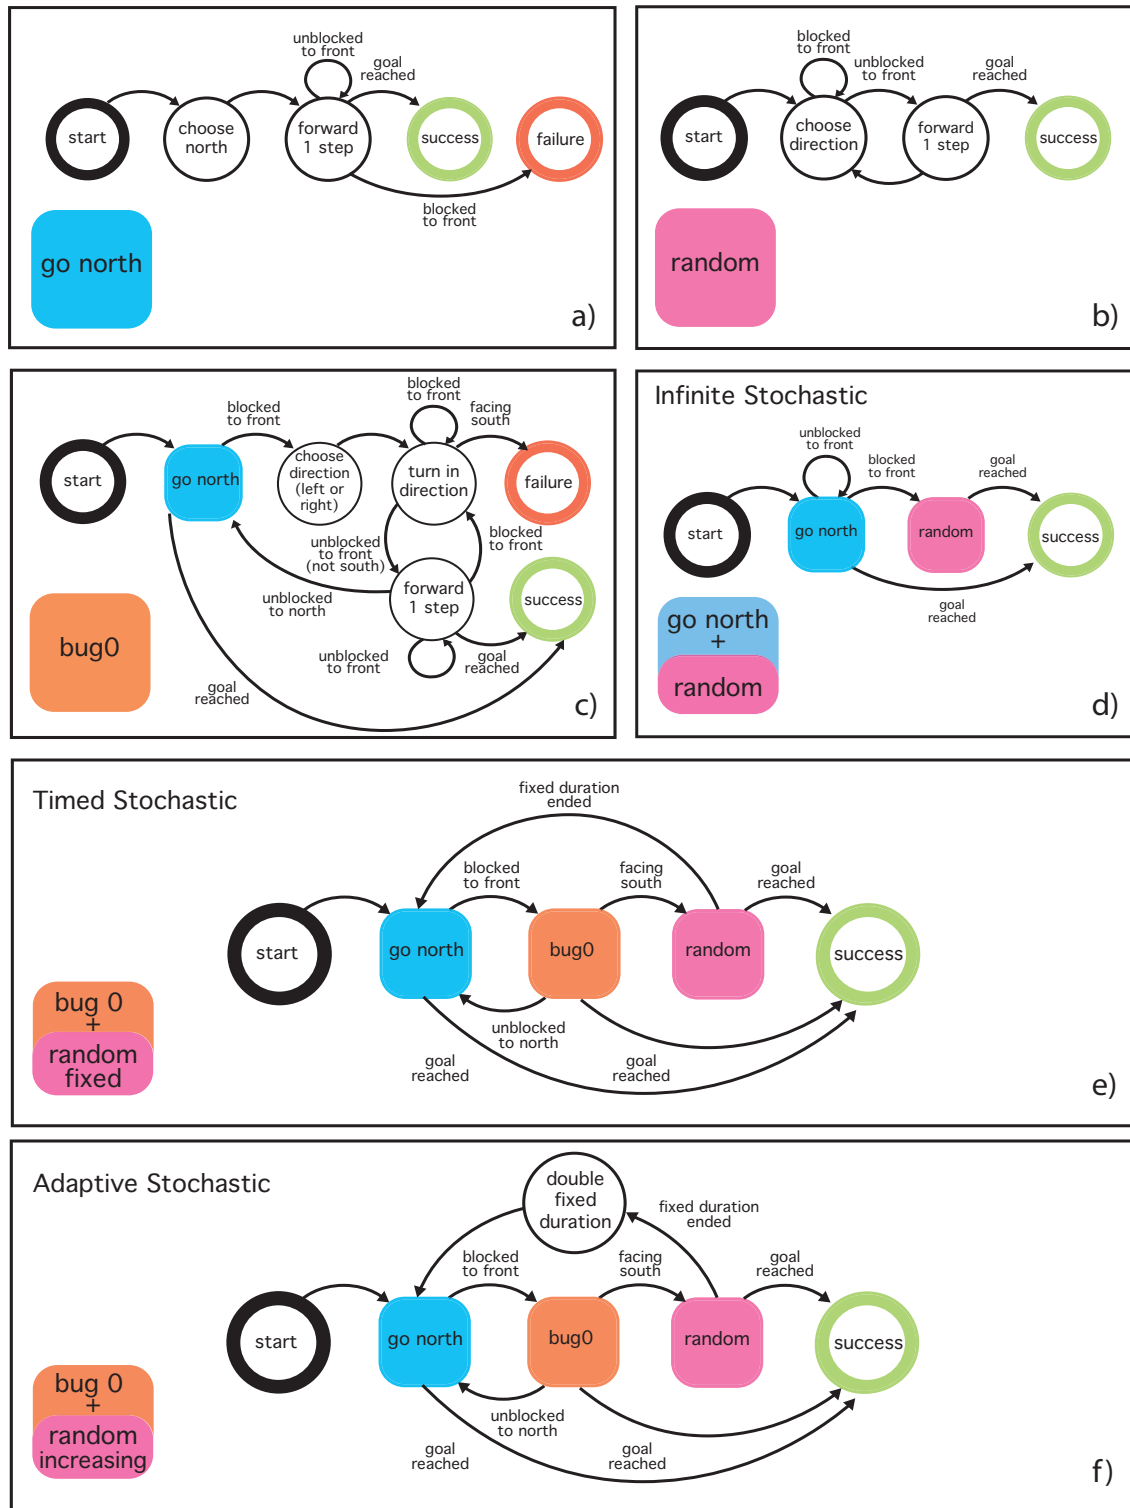 unblocked
to front
goal
reached
start
choose
north
forward
1 step
success
failure
blocked
to front
go north
a)
blocked
to front
unblocked
to front
goal
reached
start
choose
direction
forward
1 step
success
random
b)
blocked
to front
blocked
to front
facing
south
start
go north
choose
direction
(left or
right)
turn in
direction
failure
unblocked
to front
(not south)
blocked
to front
unblocked
to north
forward
1 step
success
bug0
unblocked
to front
goal
reached
goal
reached
c)
Infinite Stochastic
unblocked
to front
blocked
to front
goal
reached
start
go north
random
success
goal
reached
go north
+
random
d)
Timed Stochastic
fixed duration
ended
blocked
to front
facing
south
goal
reached
start
go north
bug0
random
success
bug 0
+
random
fixed
unblocked
to north
goal
reached
goal
reached
e)
Adaptive Stochastic
double
fixed
duration
fixed duration
ended
blocked
to front
facing
south
goal
reached
start
go north
bug0
random
success
bug 0
+
random
increasing
unblocked
to north
goal
reached
goal
reached
f)